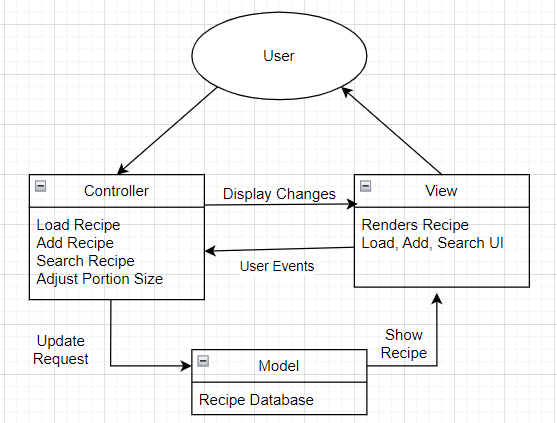 User
Controller
Load Recipe
Add Recipe
Search Recipe
Adjust Portion Size
Display Changes
User Events
View
Renders Recipe
Load, Add, Search UI
Update
Request
Model
Recipe Database
Show
Recipe